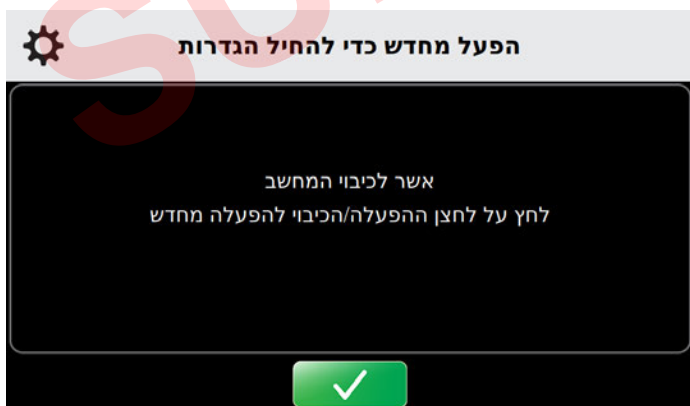 הפעל מחדש כדי להחיל הגדרות
אשר לכיבוי המחשב
לחץ על לחצן ההפעלה/הכיבוי להפעלה מחדש